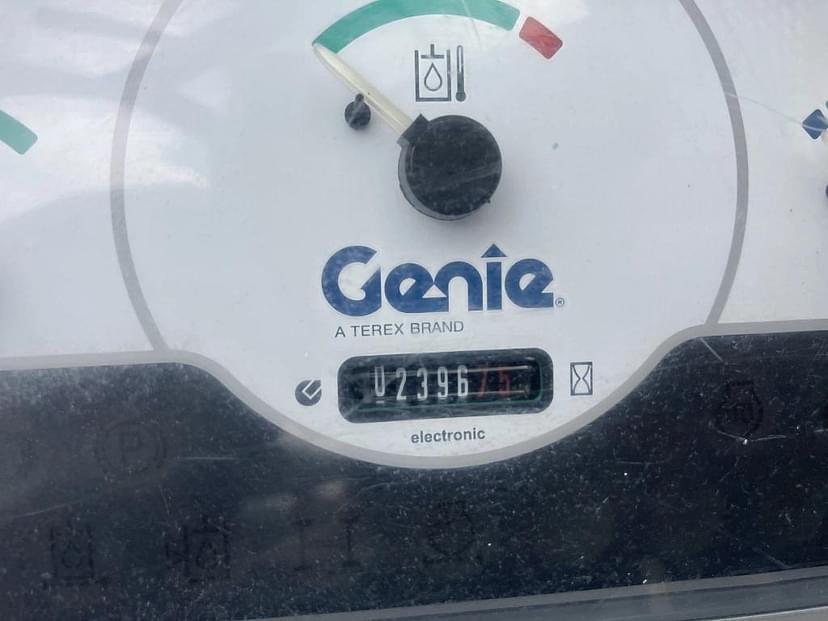 Genie®
A TEREX BRAND
0239675
electronic